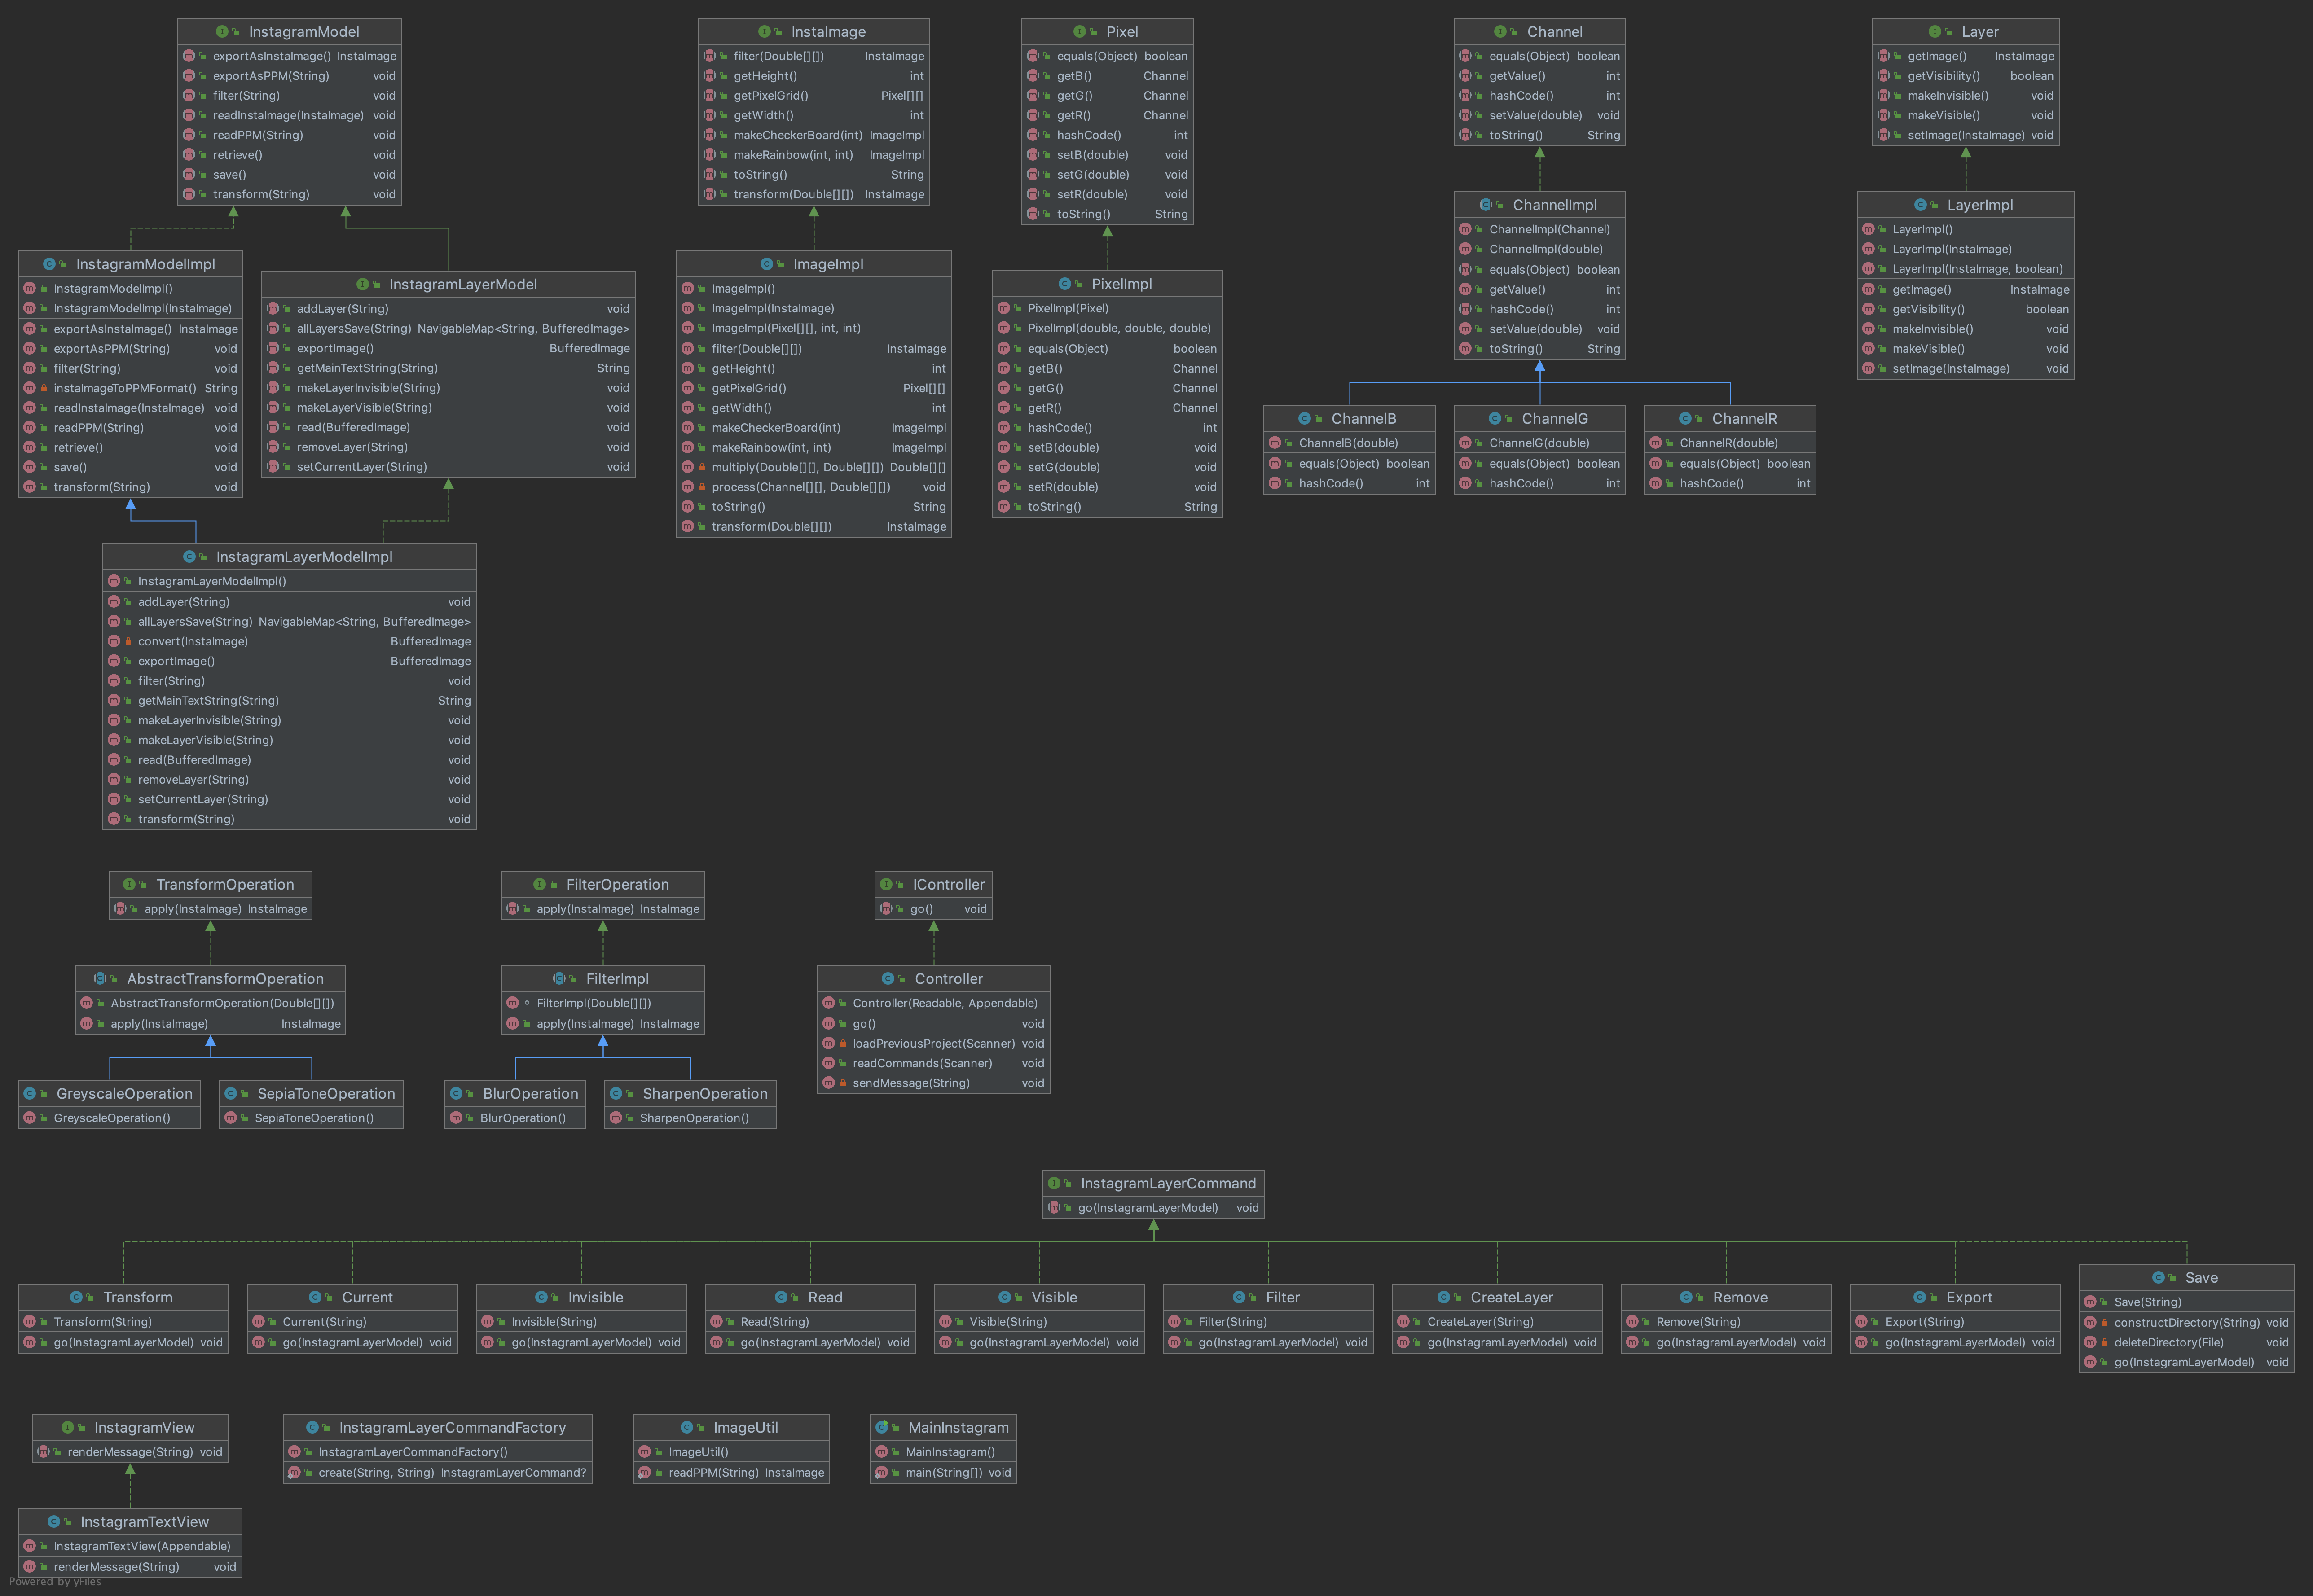 InstagramModel
exportAsInstaImage() InstaImage
exportAsPPM(String) void
filter(String) void
readInstaImage(InstaImage) void
readPPM(String) void
retrieve() void
save() void
transform(String) void
InstaImage
filter(Double[][]) InstaImage
getHeight() int
getPixelGrid() Pixel[][]
getWidth() int
makeCheckerBoard(int) ImageImpl
makeRainbow(int, int) ImageImpl
toString() String
transform(Double[][]) InstaImage
Pixel
equals(Object) boolean
getB() Channel
getG() Channel
getR() Channel
hashCode() int
setB(double) void
setG(double) void
setR(double) void
toString() String
Channel
equals(Object) boolean
getValue() int
hashCode() int
setValue(double) void
toString() String
Layer
getImage() InstaImage
getVisibility() boolean
makeInvisible() void
makeVisible() void
setImage(InstaImage) void
InstagramModelImpl
InstagramModelImpl()
InstagramModelImpl(InstaImage)
exportAsInstaImage() InstaImage
exportAsPPM(String) void
filter(String) void
instaImageToPPMFormat() String
readInstaImage(InstaImage) void
readPPM(String) void
retrieve() void
save() void
transform(String) void
InstagramLayerModel
addLayer(String) void
allLayersSave(String) NavigableMap<String, BufferedImage>
exportImage() BufferedImage
getMainTextString(String) String
makeLayerInvisible(String) void
makeLayerVisible(String) void
read(BufferedImage) void
removeLayer(String) void
setCurrentLayer(String) void
ImageImpl
ImageImpl()
ImageImpl(InstaImage)
ImageImpl(Pixel[][], int, int)
filter(Double[][]) InstaImage
getHeight() int
getPixelGrid() Pixel[][]
getWidth() int
makeCheckerBoard(int) ImageImpl
makeRainbow(int, int) ImageImpl
multiply(Double[][], Double[][]) Double[][]
process(Channel[][], Double[][]) void
toString() String
transform(Double[][]) InstaImage
PixelImpl
PixelImpl(Pixel)
PixelImpl(double, double, double)
equals(Object) boolean
getB() Channel
getG() Channel
getR() Channel
hashCode() int
setB(double) void
setG(double) void
setR(double) void
toString() String
ChannelImpl
ChannelImpl(Channel)
ChannelImpl(double)
equals(Object) boolean
getValue() int
hashCode() int
setValue(double) void
toString() String
LayerImpl
LayerImpl()
LayerImpl(InstaImage)
LayerImpl(InstaImage, boolean)
getImage() InstaImage
getVisibility() boolean
makeInvisible() void
makeVisible() void
setImage(InstaImage) void
ChannelB
ChannelB(double)
equals(Object) boolean
hashCode() int
ChannelG
ChannelG(double)
equals(Object) boolean
hashCode() int
ChannelR
ChannelR(double)
equals(Object) boolean
hashCode() int
InstagramLayerModelImpl
InstagramLayerModelImpl()
addLayer(String) void
allLayersSave(String) NavigableMap<String, BufferedImage>
convert(InstaImage) BufferedImage
exportImage() BufferedImage
filter(String) void
getMainTextString(String) String
makeLayerInvisible(String) void
makeLayerVisible(String) void
read(BufferedImage) void
removeLayer(String) void
setCurrentLayer(String) void
transform(String) void
TransformOperation
apply(InstaImage) InstaImage
FilterOperation
apply(InstaImage) InstaImage
IController
go() void
AbstractTransformOperation
AbstractTransformOperation(Double[][])
apply(InstaImage) InstaImage
FilterImpl
FilterImpl(Double[][])
apply(InstaImage) InstaImage
Controller
Controller(Readable, Appendable)
go() void
loadPreviousProject(Scanner) void
readCommands(Scanner) void
sendMessage(String) void
GreyscaleOperation
GreyscaleOperation()
SepiaToneOperation
SepiaToneOperation()
BlurOperation
BlurOperation()
SharpenOperation
SharpenOperation()
InstagramLayerCommand
go(InstagramLayerModel) void
Transform
Transform(String)
go(InstagramLayerModel) void
Current
Current(String)
go(InstagramLayerModel) void
Invisible
Invisible(String)
go(InstagramLayerModel) void
Read
Read(String)
go(InstagramLayerModel) void
Visible
Visible(String)
go(InstagramLayerModel) void
Filter
Filter(String)
go(InstagramLayerModel) void
CreateLayer
CreateLayer(String)
go(InstagramLayerModel) void
Remove
Remove(String)
go(InstagramLayerModel) void
Export
Export(String)
go(InstagramLayerModel) void
Save
Save(String)
constructDirectory(String) void
deleteDirectory(File) void
go(InstagramLayerModel) void
InstagramView
renderMessage(String) void
InstagramLayerCommandFactory
InstagramLayerCommandFactory()
create(String, String) InstagramLayerCommand?
ImageUtil
ImageUtil()
readPPM(String) InstaImage
MainInstagram
MainInstagram()
main(String[]) void
InstagramTextView
InstagramTextView(Appendable)
renderMessage(String) void
Powered by yFiles